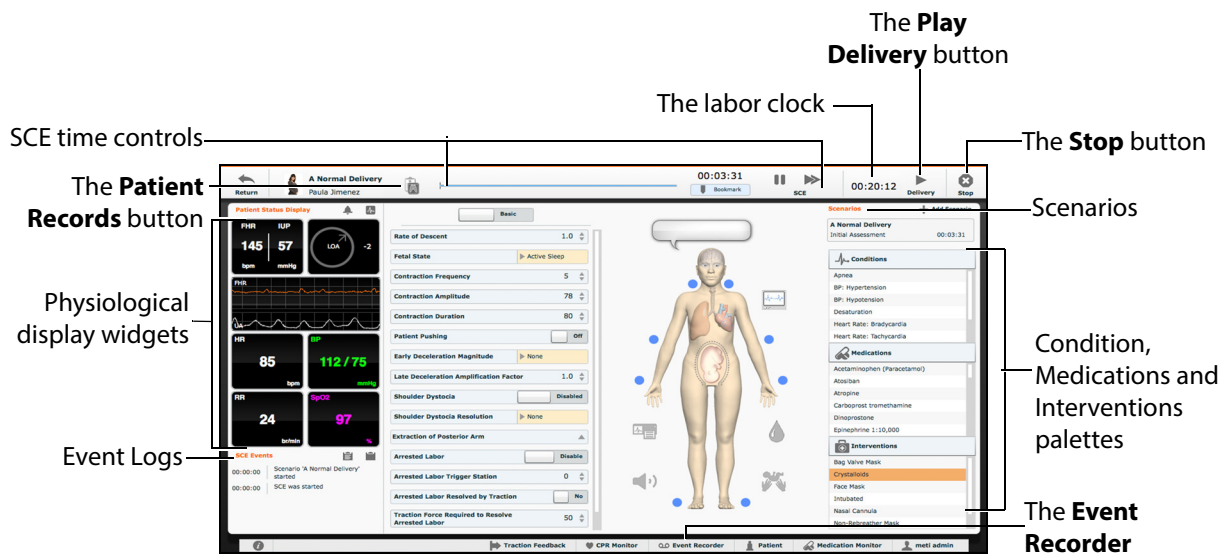 The Play
Delivery button
The labor clock
SCE time controls
The Stop button
The Patient
Records button
Scenarios
Physiological
display widgets
Condition,
Medications and
Interventions
palettes
Event Logs
The Event
Recorder
Return
A Normal Delivery
Paula Jimenez
00:03:31
Bookmark
SCE
00:20:12
Delivery
Stop
Patient Status Display
FHR IUP
145 57
bpm mmHg
LOA -2
FHR
UA
HR
85
bpm
BP
112 / 75
mmHg
RR
24
br/min
SpO2
97
%
SCE Events
00:00:00 Scenario 'A Normal Delivery'
started
00:00:00 SCE was started
Basic
Rate of Descent 1.0
Fetal State Active Sleep
Contraction Frequency 5
Contraction Amplitude 78
Contraction Duration 80
Patient Pushing Off
Early Deceleration Magnitude None
Late Deceleration Amplification Factor 1.0
Shoulder Dystocia Disabled
Shoulder Dystocia Resolution None
Extraction of Posterior Arm
Arrested Labor Disable
Arrested Labor Trigger Station 0
Arrested Labor Resolved by Traction No
Traction Force Required to Resolve
Arrested Labor 50
Scenarios Add Scenario
A Normal Delivery
Initial Assessment 00:03:31
Conditions
Apnea
BP: Hypertension
BP: Hypotension
Desaturation
Heart Rate: Bradycardia
Heart Rate: Tachycardia
Medications
Acetaminophen (Paracetamol)
Atosiban
Atropine
Carboprost tromethamine
Dinoprostone
Epinephrine 1:10,000
Interventions
Bag Valve Mask
Crystalloids
Face Mask
Intubated
Nasal Cannula
Non-Rebreather Mask
Traction Feedback CPR Monitor Event Recorder Patient Medication Monitor meti admin